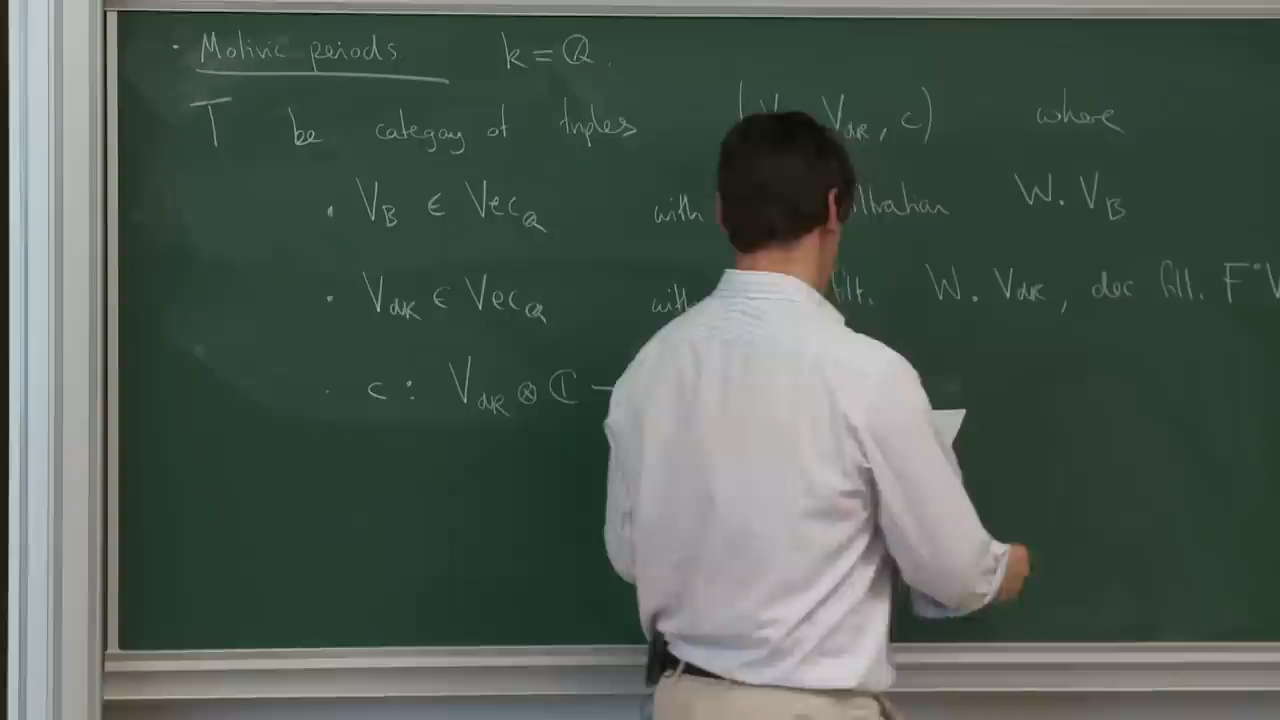 · Motivic periods k = ℚ.
T be category of triples (V V_dR, c) where
· V_B ∈ Vec_ℚ with filtration W. V_B
· V_dR ∈ Vec_ℚ with filt. W. V_dR, dec filt. F° V
· c : V_dR ⊗ ℂ